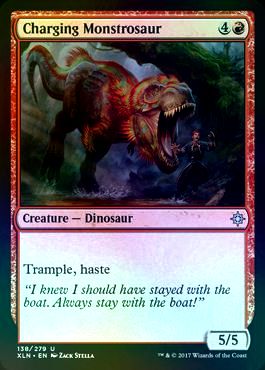 Charging Monstrosaur 4
Creature — Dinosaur
Trample, haste
"I knew I should have stayed with the
boat. Always stay with the boat!"
5/5
138/279 U
XLN • EN Zack Stella
™ & © 2017 Wizards of the Coast